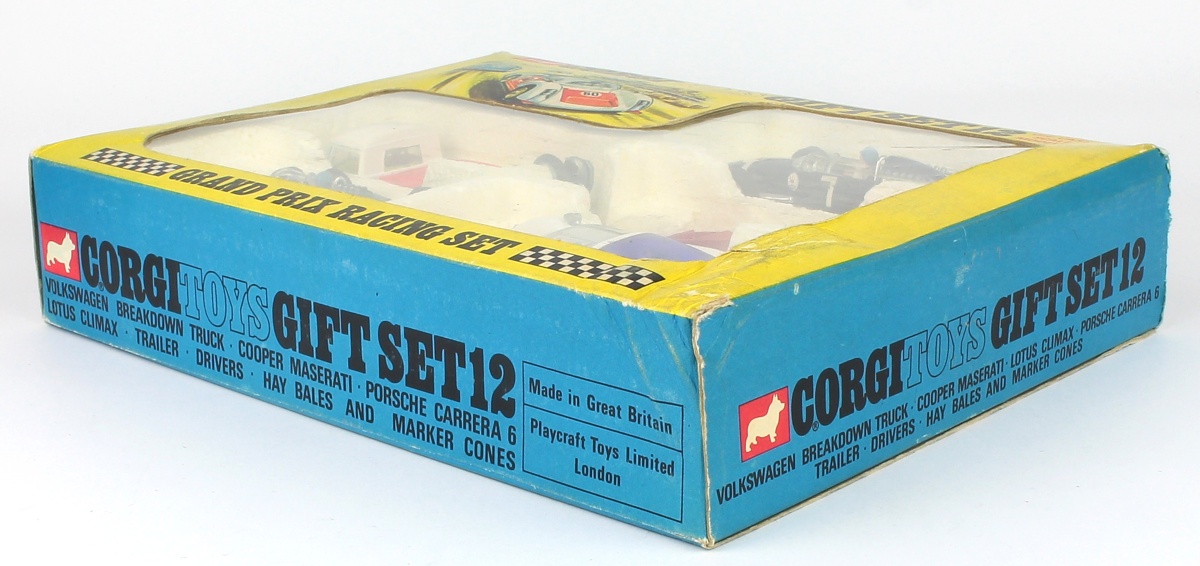 GRAND PRIX RACING SET
CORGI TOYS GIFT SET 12
VOLKSWAGEN BREAKDOWN TRUCK · COOPER MASERATI · PORSCHE CARRERA 6
LOTUS CLIMAX · TRAILER · DRIVERS · HAY BALES AND MARKER CONES
Made in Great Britain
Playcraft Toys Limited
London
CORGI TOYS GIFT SET 12
®
VOLKSWAGEN BREAKDOWN TRUCK · COOPER MASERATI · LOTUS CLIMAX · PORSCHE CARRERA 6
TRAILER · DRIVERS · HAY BALES AND MARKER CONES